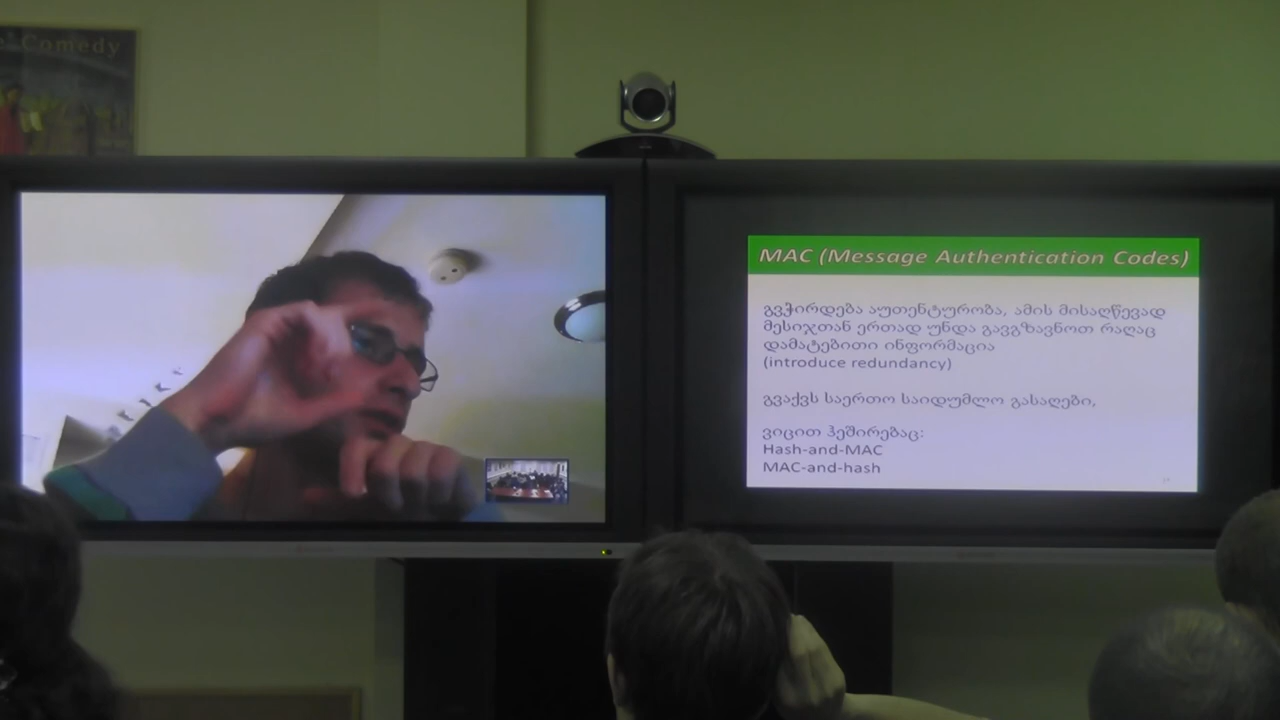 Comedy
MAC (Message Authentication Codes)
გვჭირდება აუთენტურობა, ამის მისაღწევად
მესიჯთან ერთად უნდა გავგზავნოთ რაღაც
დამატებითი ინფორმაცია
(introduce redundancy)
გვაქვს საერთო საიდუმლო გასაღები,
ვიცით ჰეშირებაც:
Hash-and-MAC
MAC-and-hash